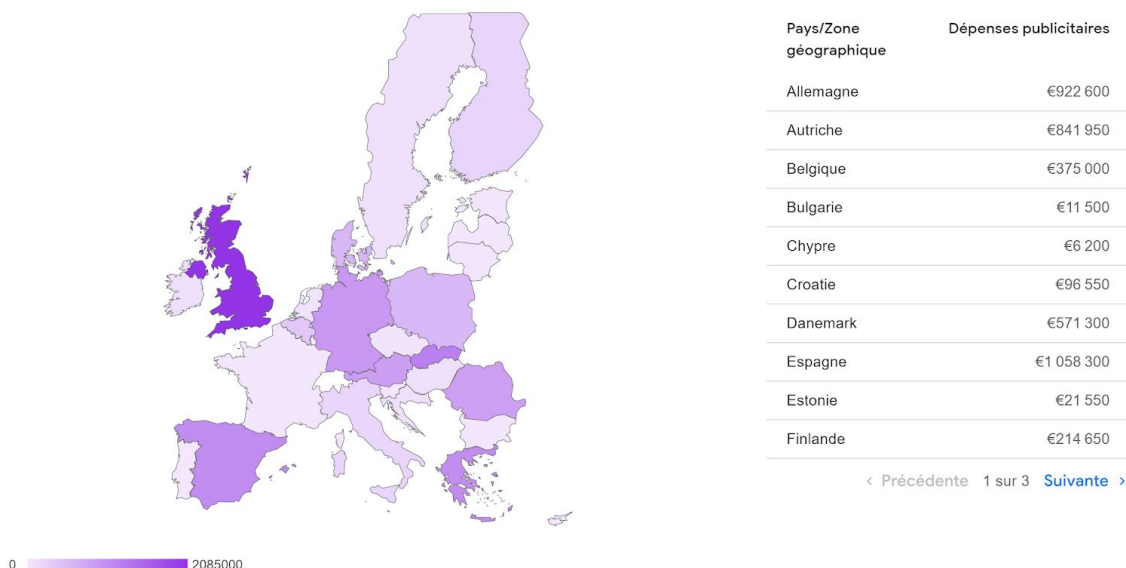 Pays/Zone Dépenses publicitaires
géographique
Allemagne €922 600
Autriche €841 950
Belgique €375 000
Bulgarie €11 500
Chypre €6 200
Croatie €96 550
Danemark €571 300
Espagne €1 058 300
Estonie €21 550
Finlande €214 650
‹ Précédente 1 sur 3 Suivante ›
0 2085000